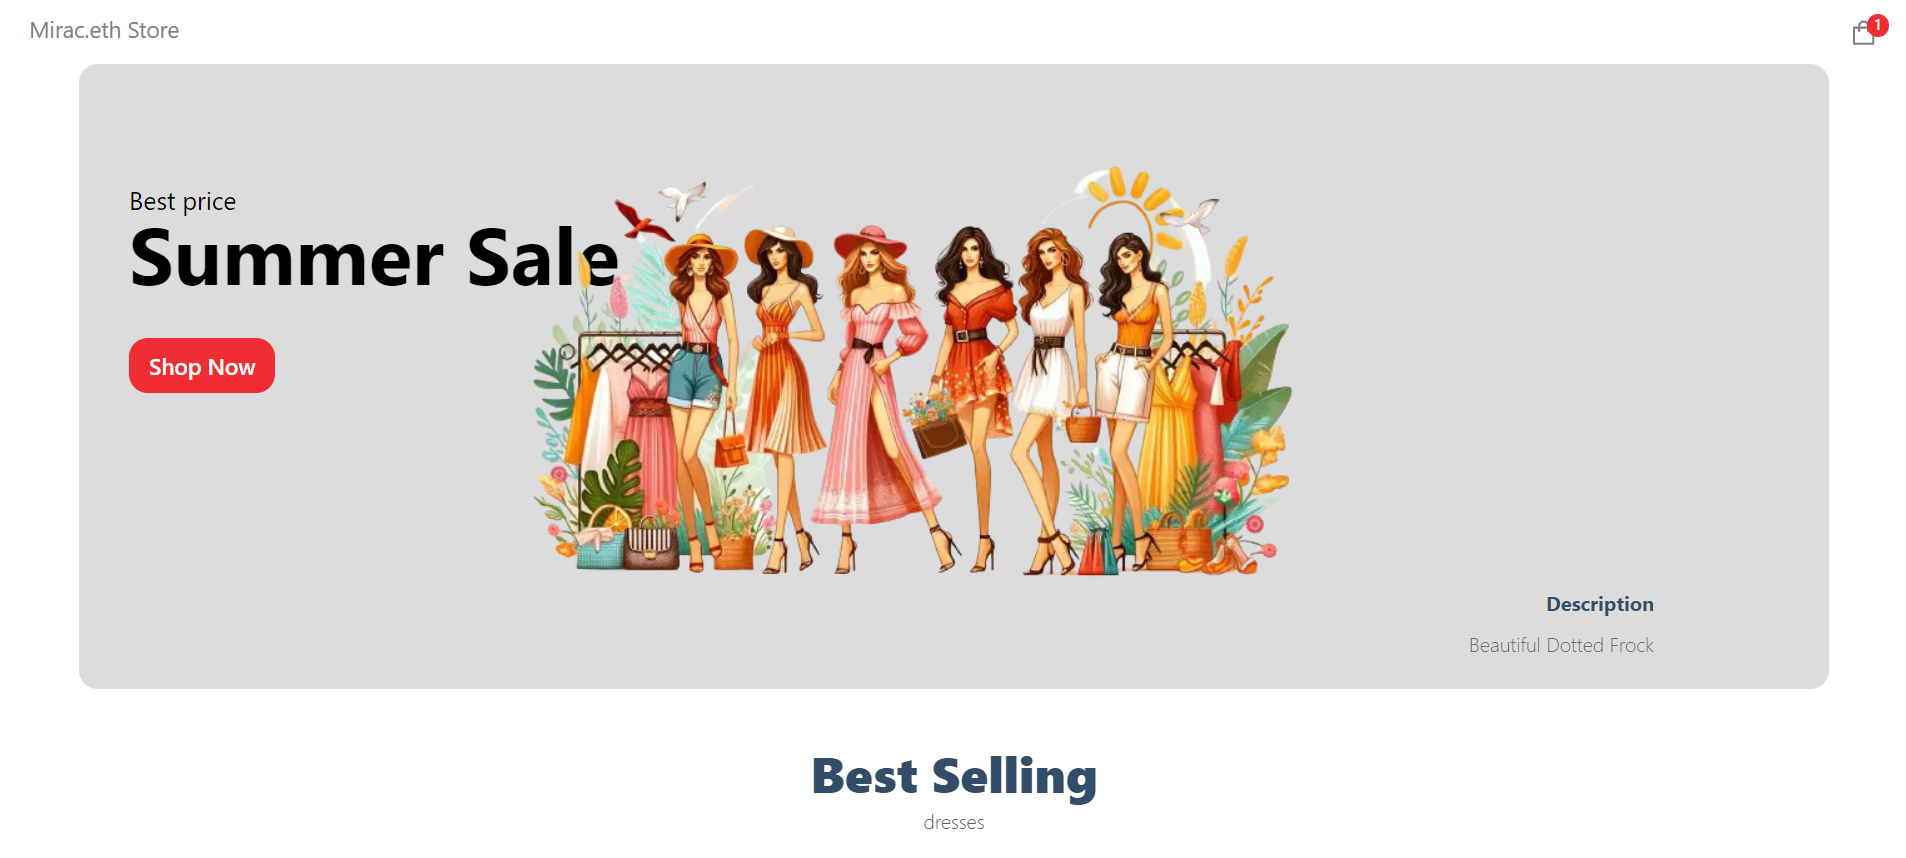 Mirac.eth Store
1
Best price
Summer Sale
Shop Now
Description
Beautiful Dotted Frock
Best Selling
dresses